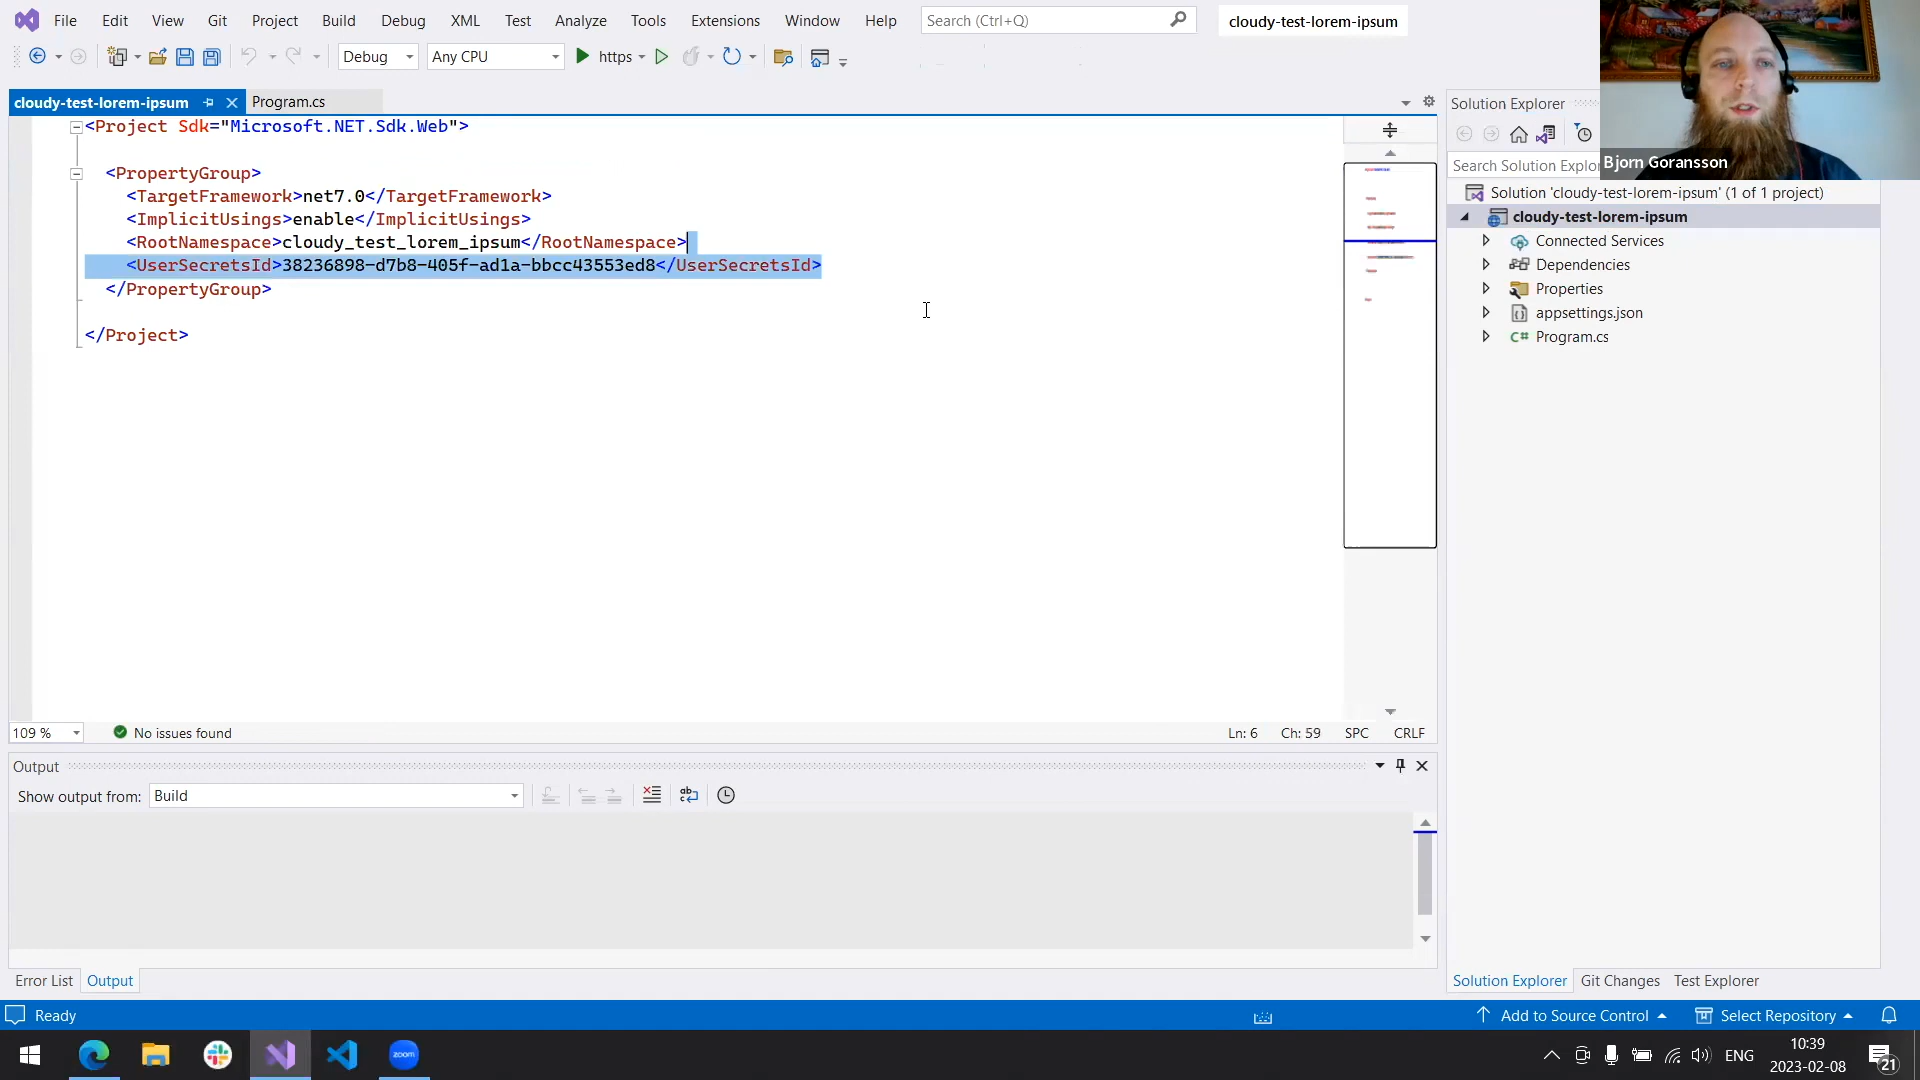 File Edit View Git Project Build Debug XML Test Analyze Tools Extensions Window Help Search (Ctrl+Q) cloudy-test-lorem-ipsum
Debug Any CPU https
cloudy-test-lorem-ipsum Program.cs
<Project Sdk="Microsoft.NET.Sdk.Web">
<PropertyGroup>
<TargetFramework>net7.0</TargetFramework>
<ImplicitUsings>enable</ImplicitUsings>
<RootNamespace>cloudy_test_lorem_ipsum</RootNamespace>
<UserSecretsId>38236898-d7b8-405f-ad1a-bbcc43553ed8</UserSecretsId>
</PropertyGroup>
</Project>
109 % No issues found Ln: 6 Ch: 59 SPC CRLF
Output
Show output from: Build
Error List Output
Solution Explorer
Search Solution Explo
Bjorn Goransson
Solution 'cloudy-test-lorem-ipsum' (1 of 1 project)
cloudy-test-lorem-ipsum
Connected Services
Dependencies
Properties
appsettings.json
C# Program.cs
Solution Explorer Git Changes Test Explorer
Ready Add to Source Control Select Repository
zoom
ENG
10:39
2023-02-08
21